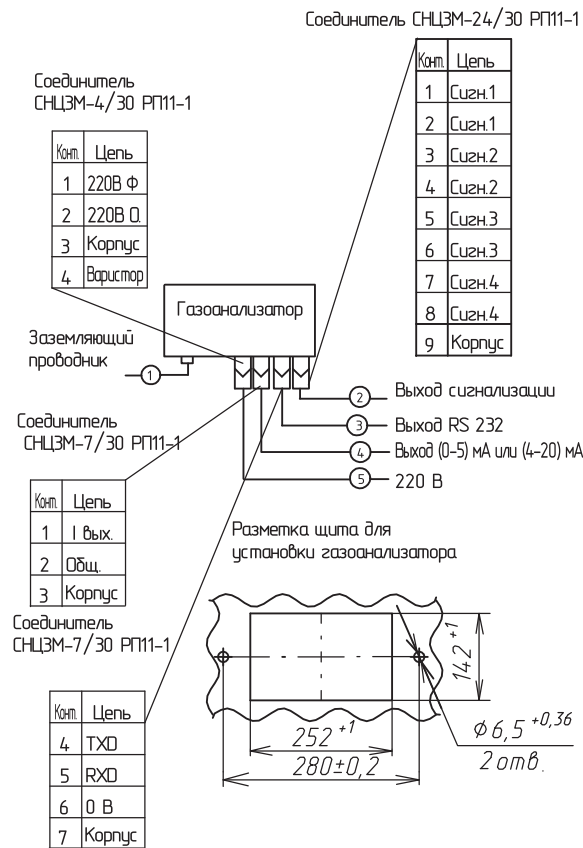 Соединитель СНЦ3М-24/30 РП11-1
Конт. Цепь
1 Сигн.1
2 Сигн.1
3 Сигн.2
4 Сигн.2
5 Сигн.3
6 Сигн.3
7 Сигн.4
8 Сигн.4
9 Корпус
Соединитель
СНЦ3М-4/30 РП11-1
Конт. Цепь
1 220В Ф
2 220В О.
3 Корпус
4 Варистор
Газоанализатор
Заземляющий
проводник
1
2 Выход сигнализации
3 Выход RS 232
4 Выход (0-5) мА или (4-20) мА
5 220 В
Соединитель
СНЦ3М-7/30 РП11-1
Конт. Цепь
1 I вых.
2 Общ.
3 Корпус
Соединитель
СНЦ3М-7/30 РП11-1
Конт. Цепь
4 TXD
5 RXD
6 0 В
7 Корпус
Разметка щита для
установки газоанализатора
142 +1
252 +1
280±0,2
ϕ6,5 +0,36
2 отв.